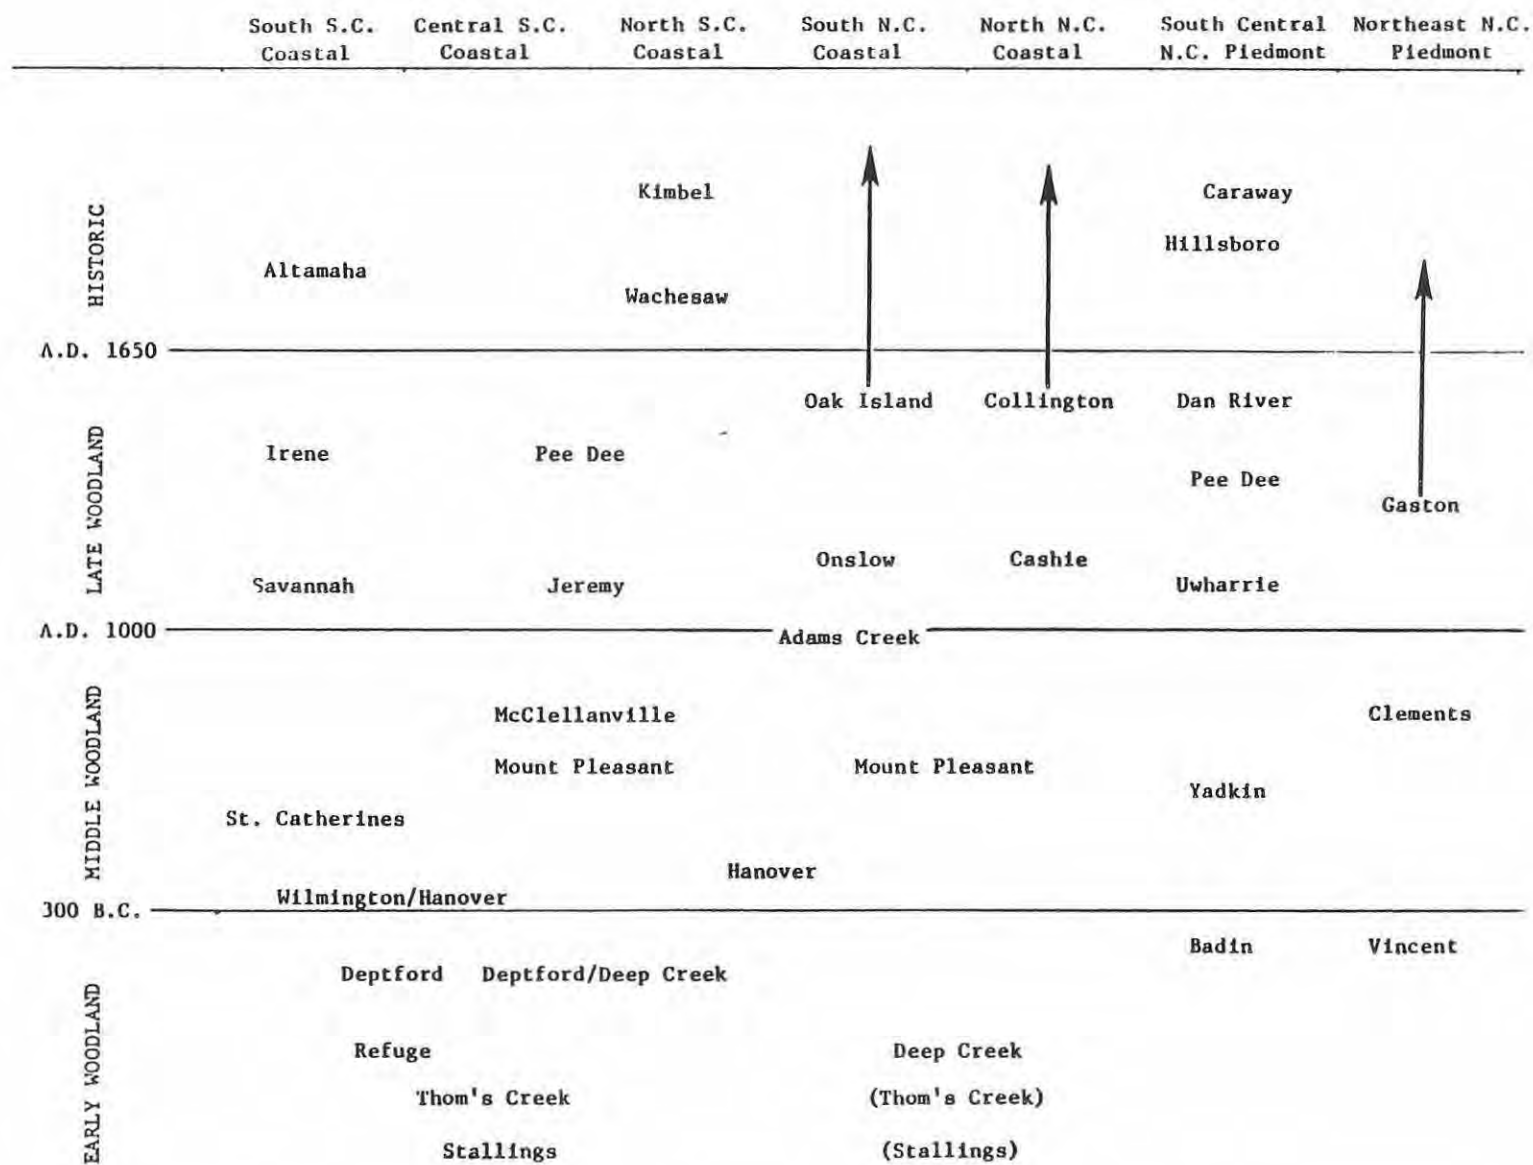 South S.C. Central S.C. North S.C. South N.C. North N.C. South Central Northeast N.C.
Coastal Coastal Coastal Coastal Coastal N.C. Piedmont Piedmont
HISTORIC
Kimbel Caraway
Hillsboro
Altamaha
Wachesaw
A.D. 1650
LATE WOODLAND
Oak Island Collington Dan River
Irene Pee Dee
Pee Dee
Gaston
Onslow Cashie
Savannah Jeremy Uwharrie
A.D. 1000
Adams Creek
MIDDLE WOODLAND
McClellanville Clements
Mount Pleasant Mount Pleasant
Yadkin
St. Catherines
Hanover
Wilmington/Hanover
300 B.C.
EARLY WOODLAND
Badin Vincent
Deptford Deptford/Deep Creek
Refuge Deep Creek
Thom's Creek (Thom's Creek)
Stallings (Stallings)